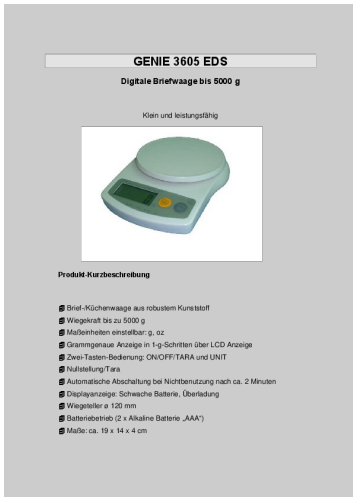 GENIE 3605 EDS
Digitale Briefwaage bis 5000 g
Klein und leistungsfähig
Produkt-Kurzbeschreibung
Brief-/Küchenwaage aus robustem Kunststoff
Wiegekraft bis zu 5000 g
Maßeinheiten einstellbar: g, oz
Grammgenaue Anzeige in 1-g-Schritten über LCD Anzeige
Zwei-Tasten-Bedienung: ON/OFF/TARA und UNIT
Nullstellung/Tara
Automatische Abschaltung bei Nichtbenutzung nach ca. 2 Minuten
Displayanzeige: Schwache Batterie, Überladung
Wiegeteller ø 120 mm
Batteriebetrieb (2 x Alkaline Batterie „AAA“)
Maße: ca. 19 x 14 x 4 cm